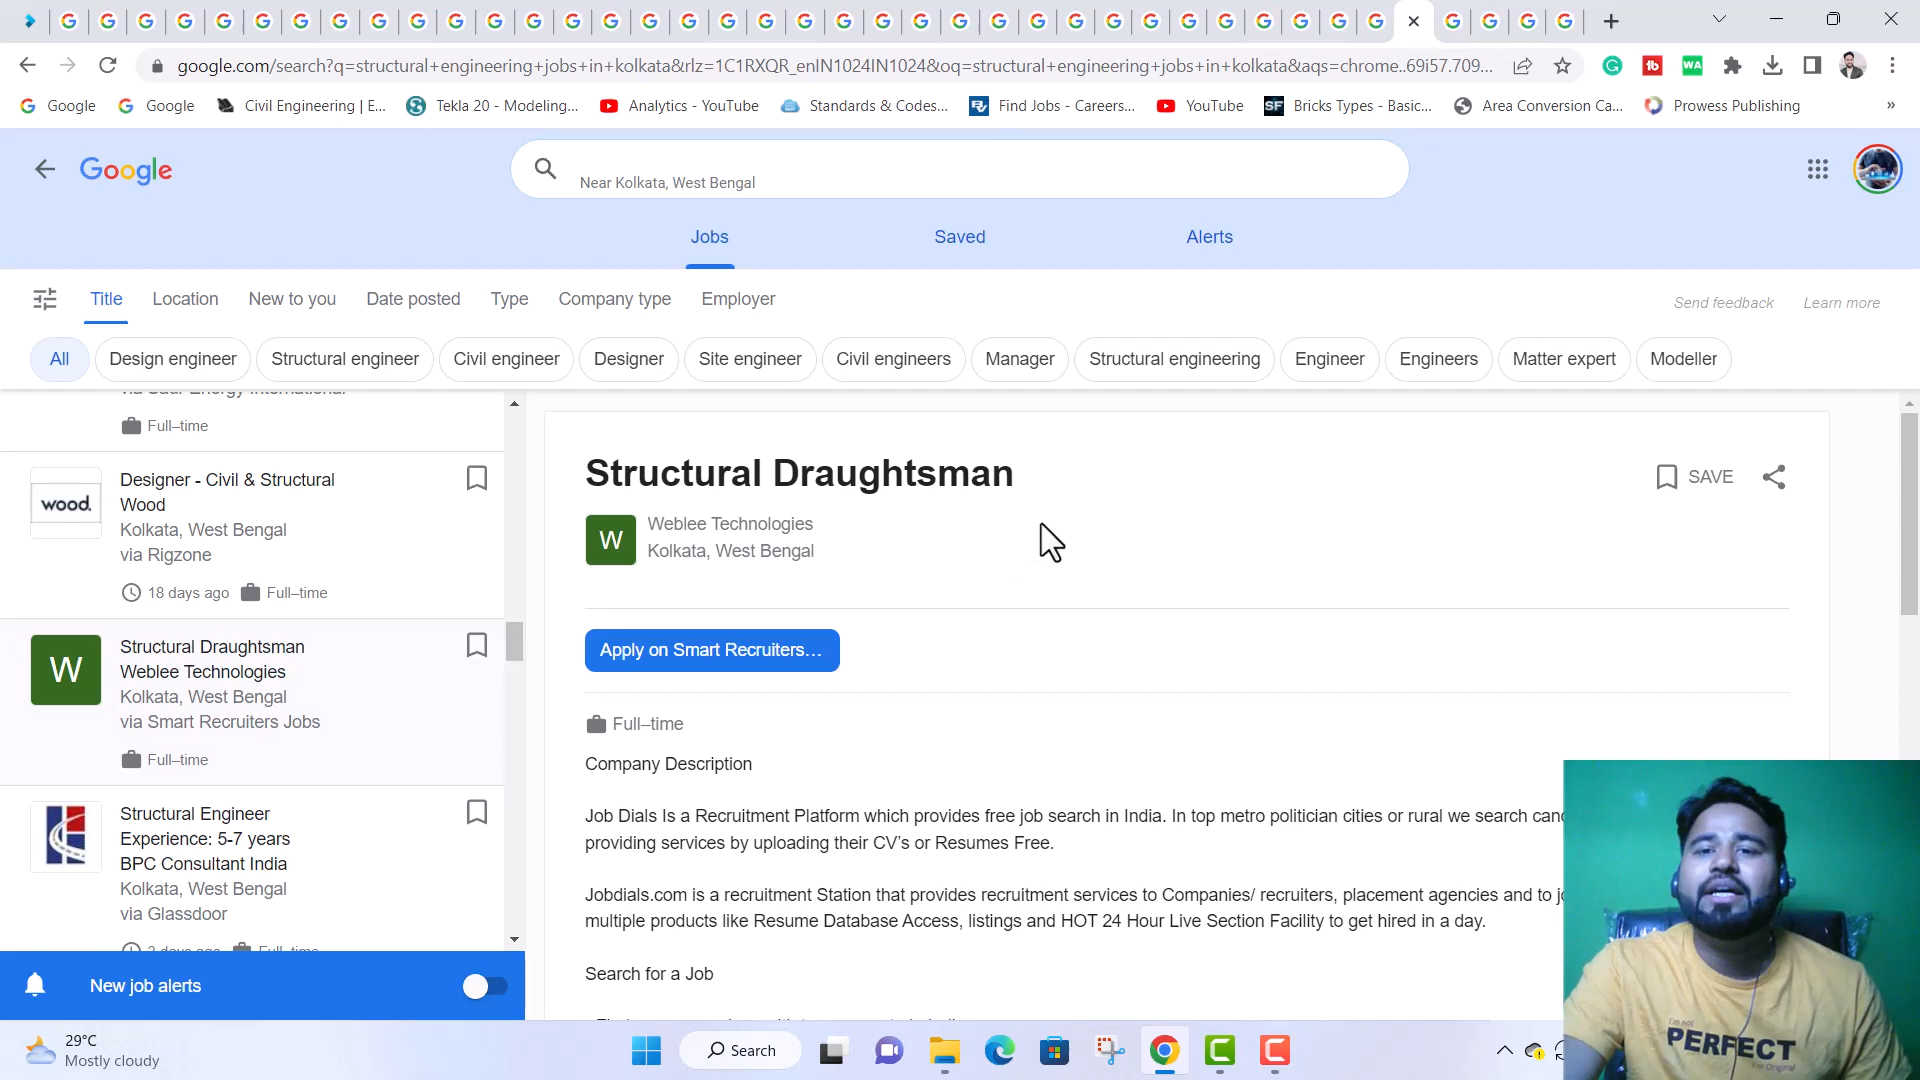 google.com/search?q=structural+engineering+jobs+in+kolkata&rlz=1C1RXQR_enIN1024IN1024&oq=structural+engineering+jobs+in+kolkata&aqs=chrome..69i57.709...
Google
Google
Civil Engineering | E...
Tekla 20 - Modeling...
Analytics - YouTube
Standards & Codes...
Find Jobs - Careers...
YouTube
SF
Bricks Types - Basic...
Area Conversion Ca...
Prowess Publishing
»
Google
Near Kolkata, West Bengal
Jobs
Saved
Alerts
Title
Location
New to you
Date posted
Type
Company type
Employer
Send feedback
Learn more
All
Design engineer
Structural engineer
Civil engineer
Designer
Site engineer
Civil engineers
Manager
Structural engineering
Engineer
Engineers
Matter expert
Modeller
via Saur Energy International
Full–time
wood.
Designer - Civil & Structural
Wood
Kolkata, West Bengal
via Rigzone
18 days ago
Full–time
W
Structural Draughtsman
Weblee Technologies
Kolkata, West Bengal
via Smart Recruiters Jobs
Full–time
Structural Engineer
Experience: 5-7 years
BPC Consultant India
Kolkata, West Bengal
via Glassdoor
days ago
Full–time
New job alerts
Structural Draughtsman
SAVE
W
Weblee Technologies
Kolkata, West Bengal
Apply on Smart Recruiters...
Full–time
Company Description
Job Dials Is a Recruitment Platform which provides free job search in India. In top metro politician cities or rural we search
providing services by uploading their CV's or Resumes Free.
Jobdials.com is a recruitment Station that provides recruitment services to Companies/ recruiters, placement agencies and to
multiple products like Resume Database Access, listings and HOT 24 Hour Live Section Facility to get hired in a day.
Search for a Job
i'm not
PERFECT
I'm Original
29°C
Mostly cloudy
Search